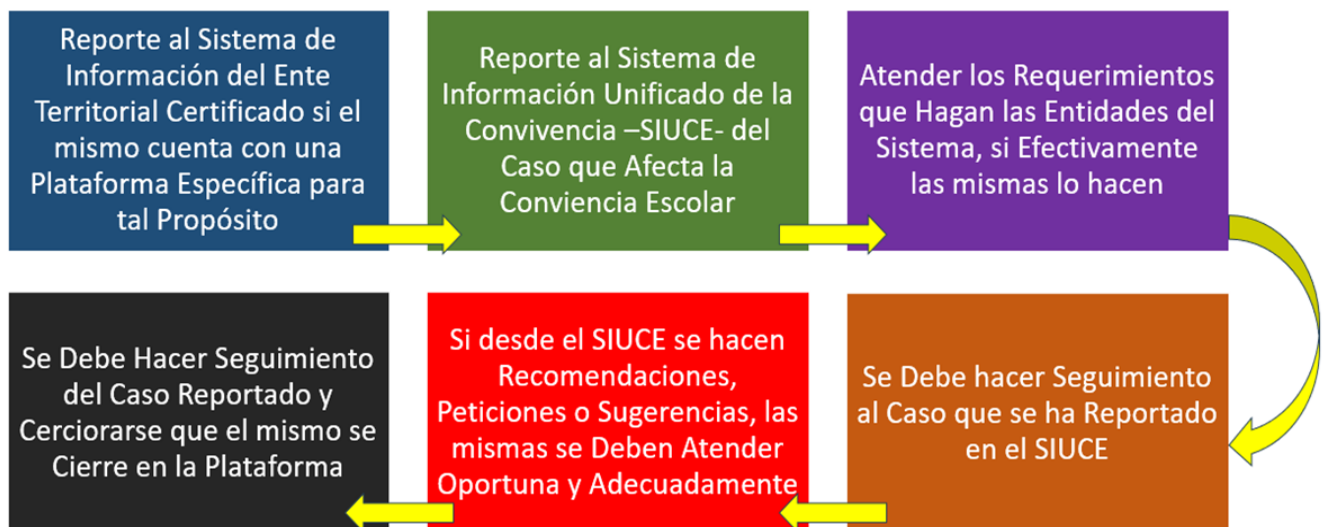 Reporte al Sistema de
Información del Ente
Territorial Certificado si el
mismo cuenta con una
Plataforma Específica para
tal Propósito
Reporte al Sistema de
Información Unificado de la
Convivencia –SIUCE- del
Caso que Afecta la
Conviencia Escolar
Atender los Requerimientos
que Hagan las Entidades del
Sistema, si Efectivamente
las mismas lo hacen
Se Debe hacer Seguimiento
al Caso que se ha Reportado
en el SIUCE
Si desde el SIUCE se hacen
Recomendaciones,
Peticiones o Sugerencias, las
mismas se Deben Atender
Oportuna y Adecuadamente
Se Debe Hacer Seguimiento
del Caso Reportado y
Cerciorarse que el mismo se
Cierre en la Plataforma